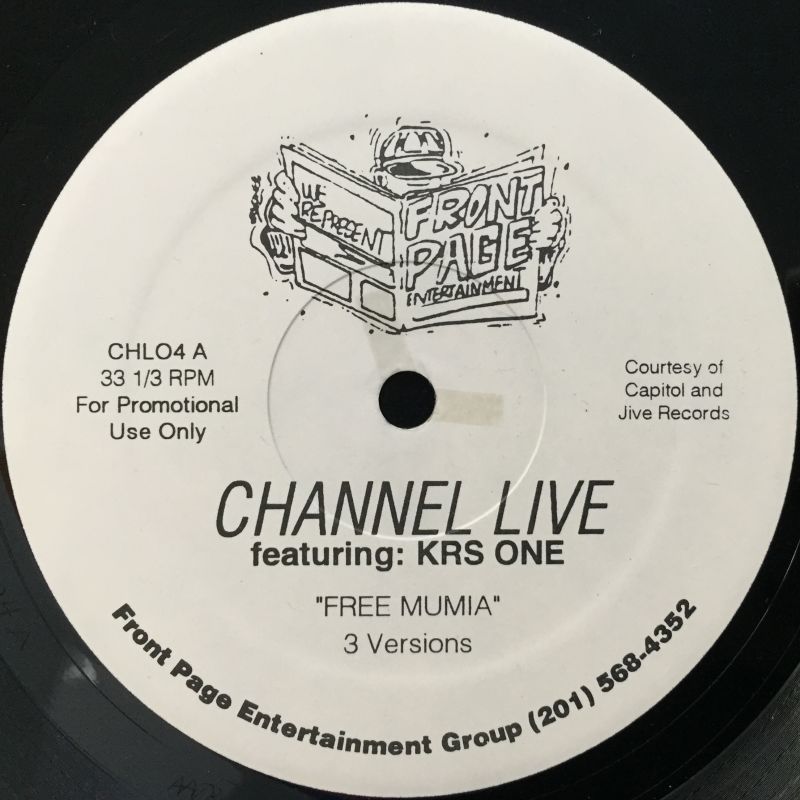 WE
REPRESENT
FRONT
PAGE
ENTERTAINMENT
CHLO4 A
33 1/3 RPM
For Promotional
Use Only
Courtesy of
Capitol and
Jive Records
CHANNEL LIVE
featuring: KRS ONE
"FREE MUMIA"
3 Versions
Front Page Entertainment Group (201) 568-4352